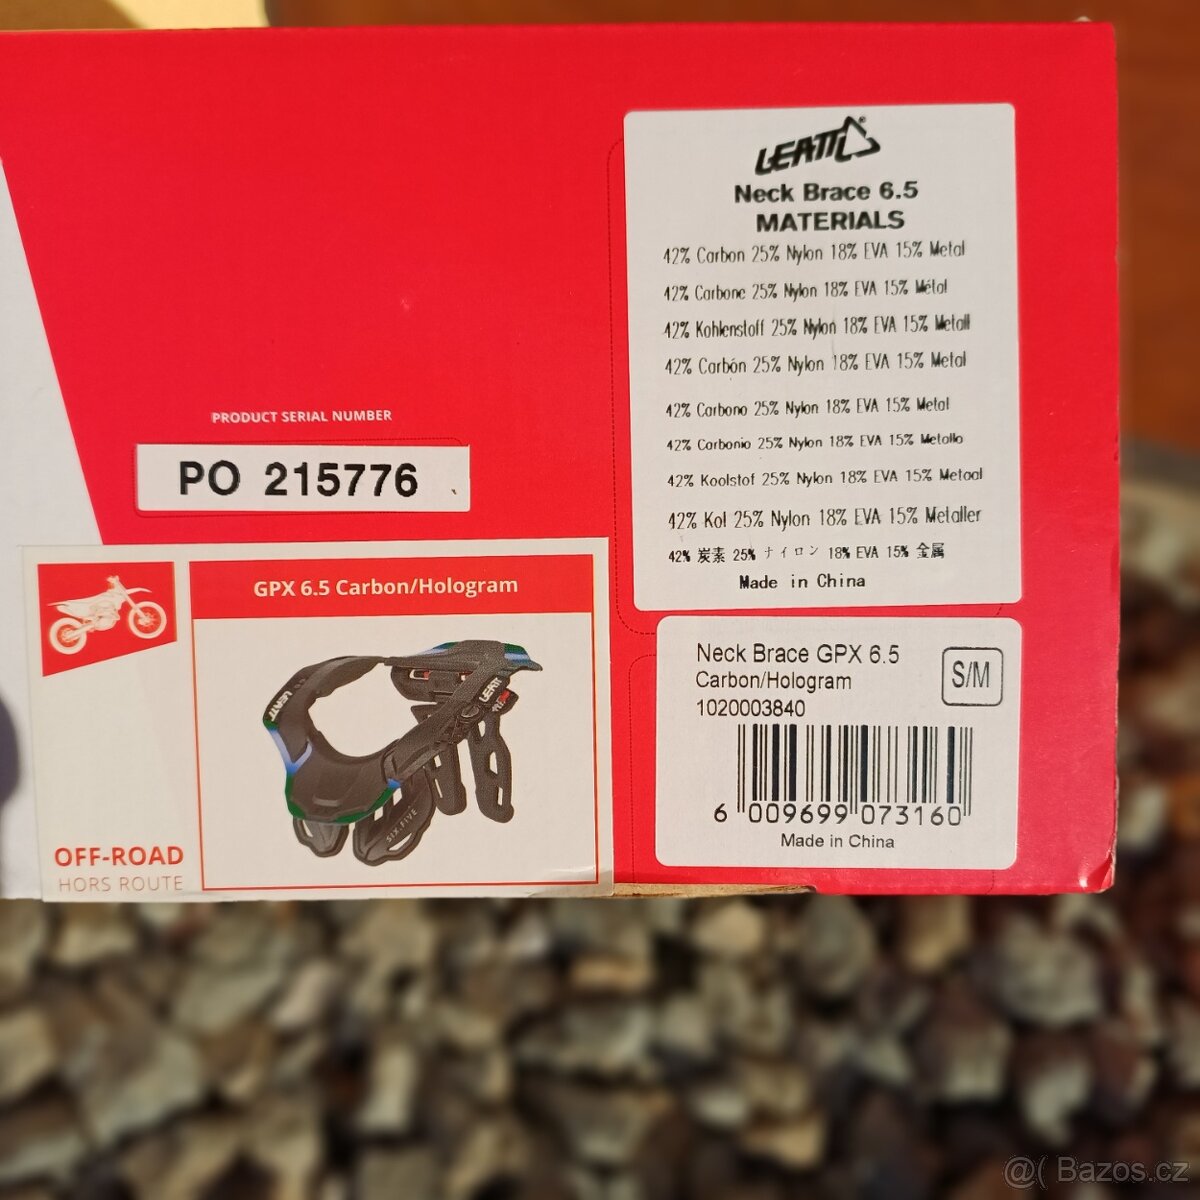 LEATT
Neck Brace 6.5
MATERIALS
42% Carbon 25% Nylon 18% EVA 15% Metal
42% Carbone 25% Nylon 18% EVA 15% Métal
42% Kohlenstoff 25% Nylon 18% EVA 15% Metall
42% Carbón 25% Nylon 18% EVA 15% Metal
42% Carbono 25% Nylon 18% EVA 15% Metal
42% Carbonio 25% Nylon 18% EVA 15% Metallo
42% Koolstof 25% Nylon 18% EVA 15% Metaal
42% Kol 25% Nylon 18% EVA 15% Metaller
42% 炭素 25% ナイロン 18% EVA 15% 金属
Made in China
PRODUCT SERIAL NUMBER
PO 215776
GPX 6.5 Carbon/Hologram
LEATT
LEATT
SIX.FIVE
OFF-ROAD
HORS ROUTE
Neck Brace GPX 6.5
Carbon/Hologram
1020003840
S/M
6 009699 073160
Made in China
@( Bazos.cz